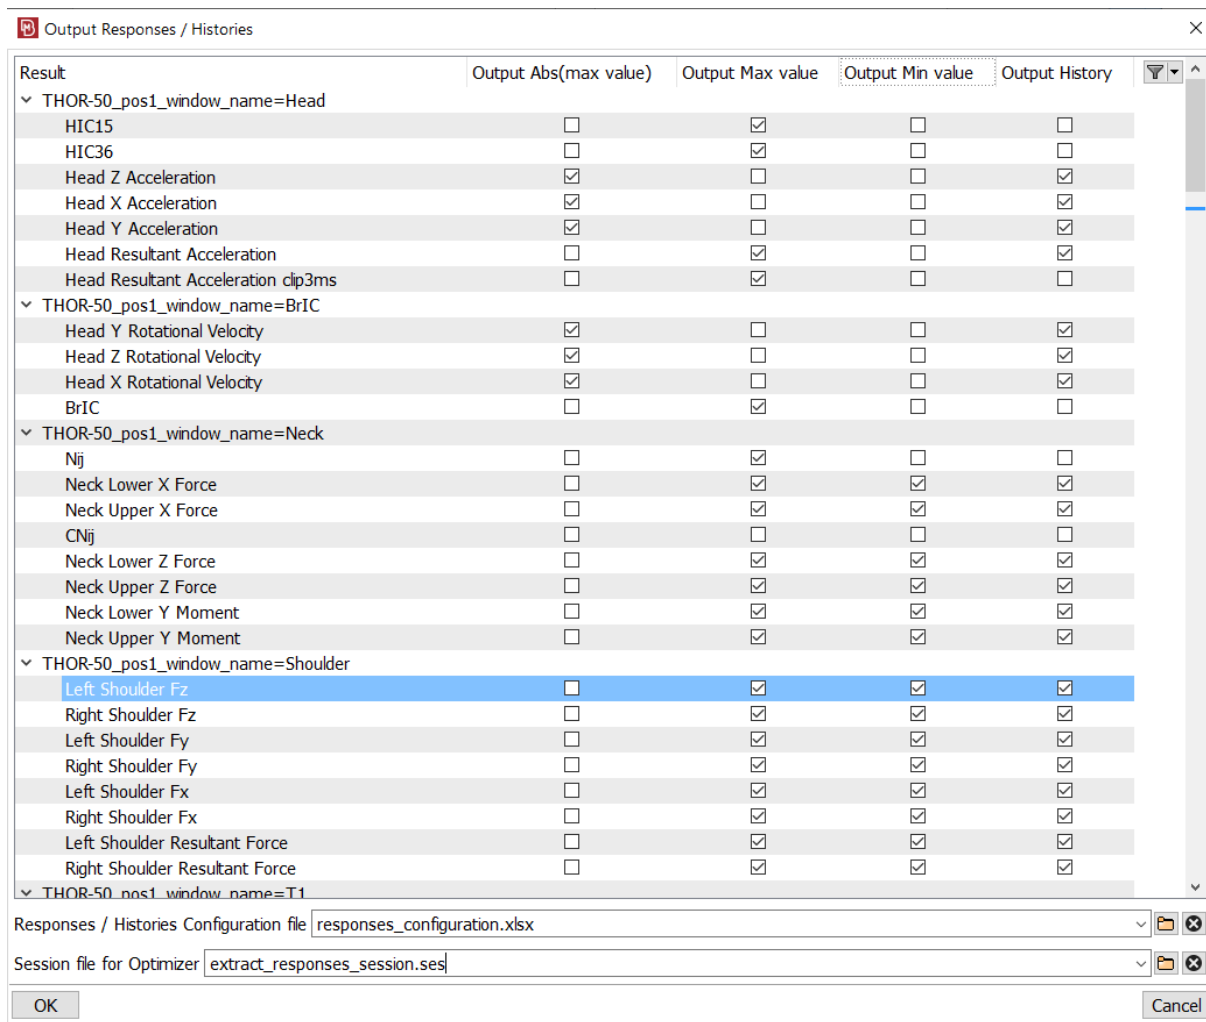 Output Responses / Histories
Result Output Abs(max value) Output Max value Output Min value Output History
THOR-50_pos1_window_name=Head
HIC15
HIC36
Head Z Acceleration
Head X Acceleration
Head Y Acceleration
Head Resultant Acceleration
Head Resultant Acceleration clip3ms
THOR-50_pos1_window_name=BrIC
Head Y Rotational Velocity
Head Z Rotational Velocity
Head X Rotational Velocity
BrIC
THOR-50_pos1_window_name=Neck
Nij
Neck Lower X Force
Neck Upper X Force
CNij
Neck Lower Z Force
Neck Upper Z Force
Neck Lower Y Moment
Neck Upper Y Moment
THOR-50_pos1_window_name=Shoulder
Left Shoulder Fz
Right Shoulder Fz
Left Shoulder Fy
Right Shoulder Fy
Left Shoulder Fx
Right Shoulder Fx
Left Shoulder Resultant Force
Right Shoulder Resultant Force
THOR-50_pos1_window_name=T1
Responses / Histories Configuration file responses_configuration.xlsx
Session file for Optimizer extract_responses_session.ses
OK Cancel